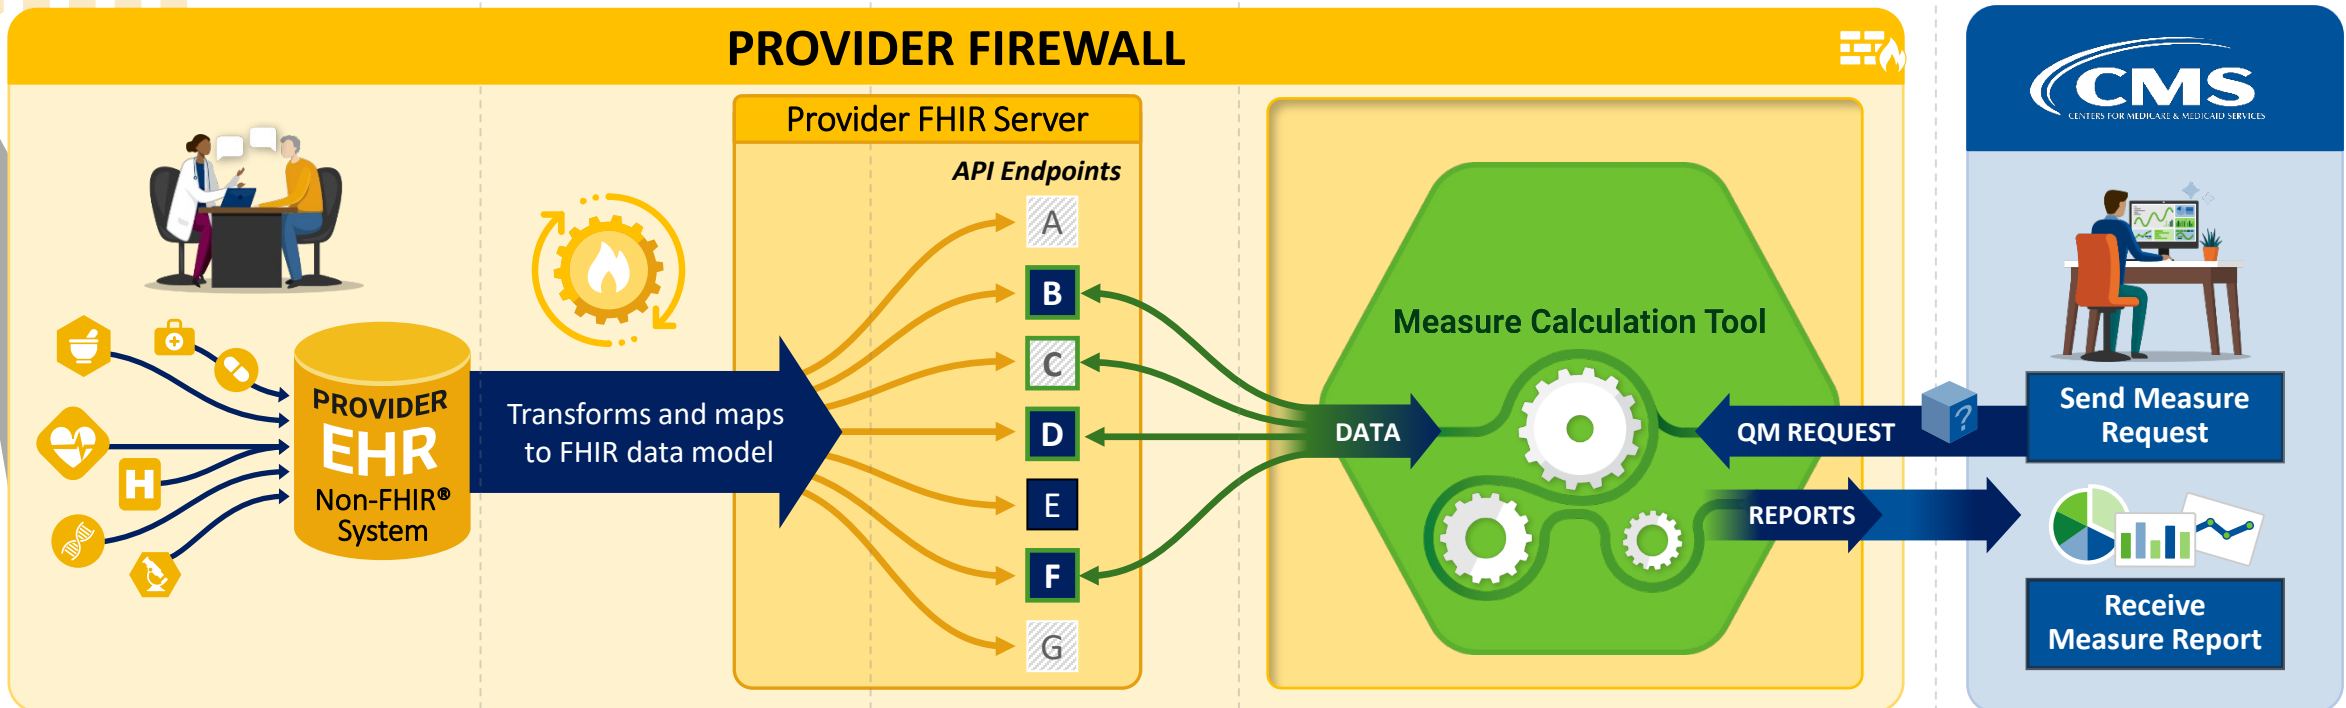 PROVIDER FIREWALL
CMS
CENTERS FOR MEDICARE & MEDICAID SERVICES
Provider FHIR Server
API Endpoints
A
B
C
D
E
F
G
H
PROVIDER
EHR
Non-FHIR®
System
Transforms and maps
to FHIR data model
Measure Calculation Tool
DATA
QM REQUEST
?
Send Measure
Request
REPORTS
Receive
Measure Report